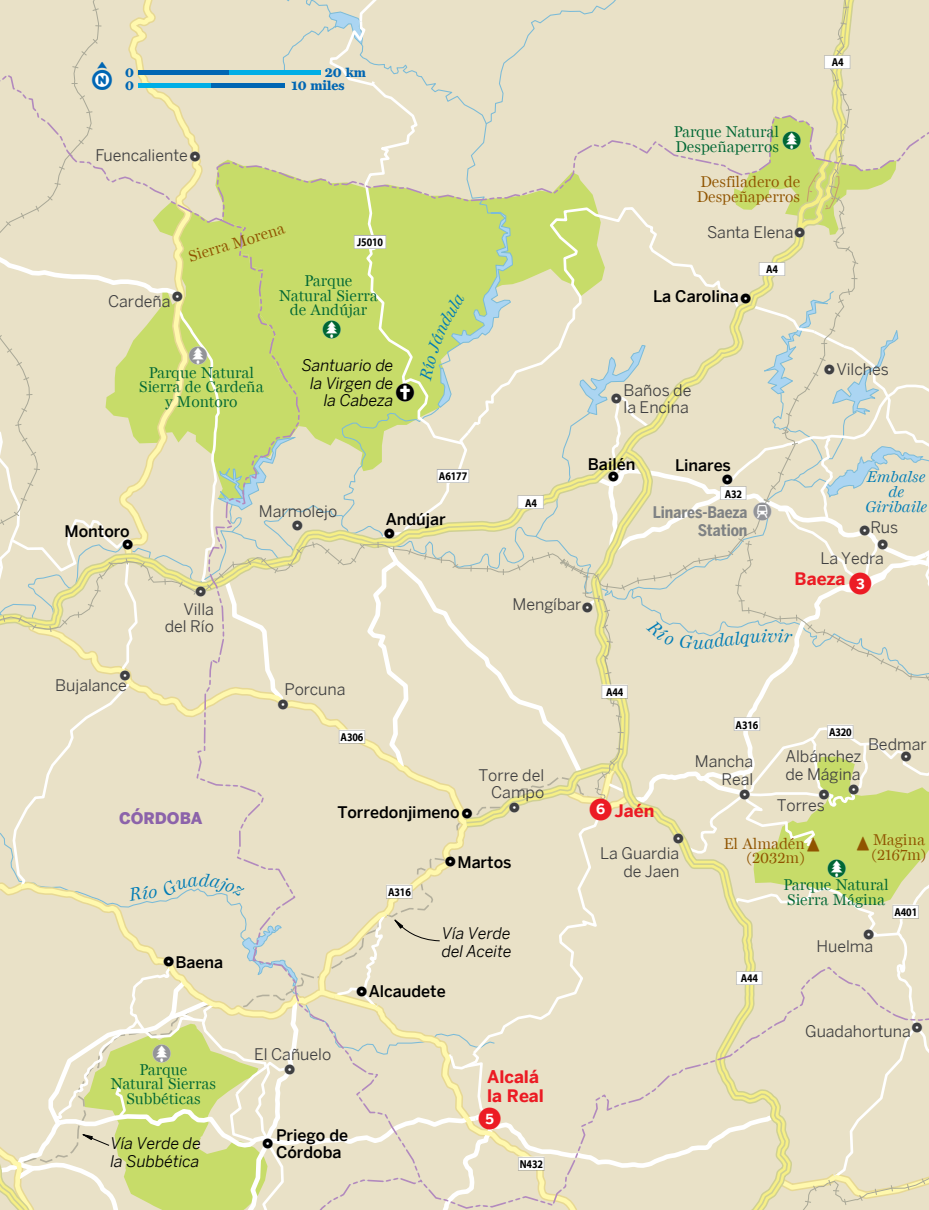 A4
N
0
20 km
0
10 miles
Parque Natural
Despeñaperros
Fuencaliente
Desfiladero de
Despeñaperros
Santa Elena
Sierra Morena
J5010
A4
Parque
Natural Sierra
de Andújar
La Carolina
Cardeña
Río Jándula
Parque Natural
Sierra de Cardeña
y Montoro
Santuario de
la Virgen de
la Cabeza
Vilches
Baños de
la Encina
Bailén
Linares
A6177
A32
Embalse
de
Giribaile
A4
Linares-Baeza
Station
Marmolejo
Andújar
Montoro
Rus
La Yedra
Baeza
3
Villa
del Río
Mengíbar
Río Guadalquivir
Bujalance
Porcuna
A44
A306
A316
A320
Bedmar
Mancha
Real
Albánchez
de Mágina
Torre del
Campo
Torres
CÓRDOBA
Torredonjimeno
6
Jaén
El Almadén
(2032m)
Magina
(2167m)
La Guardia
de Jaen
Martos
Parque Natural
Sierra Mágina
Río Guadajoz
A316
A401
Vía Verde
del Aceite
Huelma
Baena
A44
Alcaudete
Guadahortuna
El Cañuelo
Parque
Natural Sierras
Subbéticas
Alcalá
la Real
5
Vía Verde de
la Subbética
Priego de
Córdoba
N432